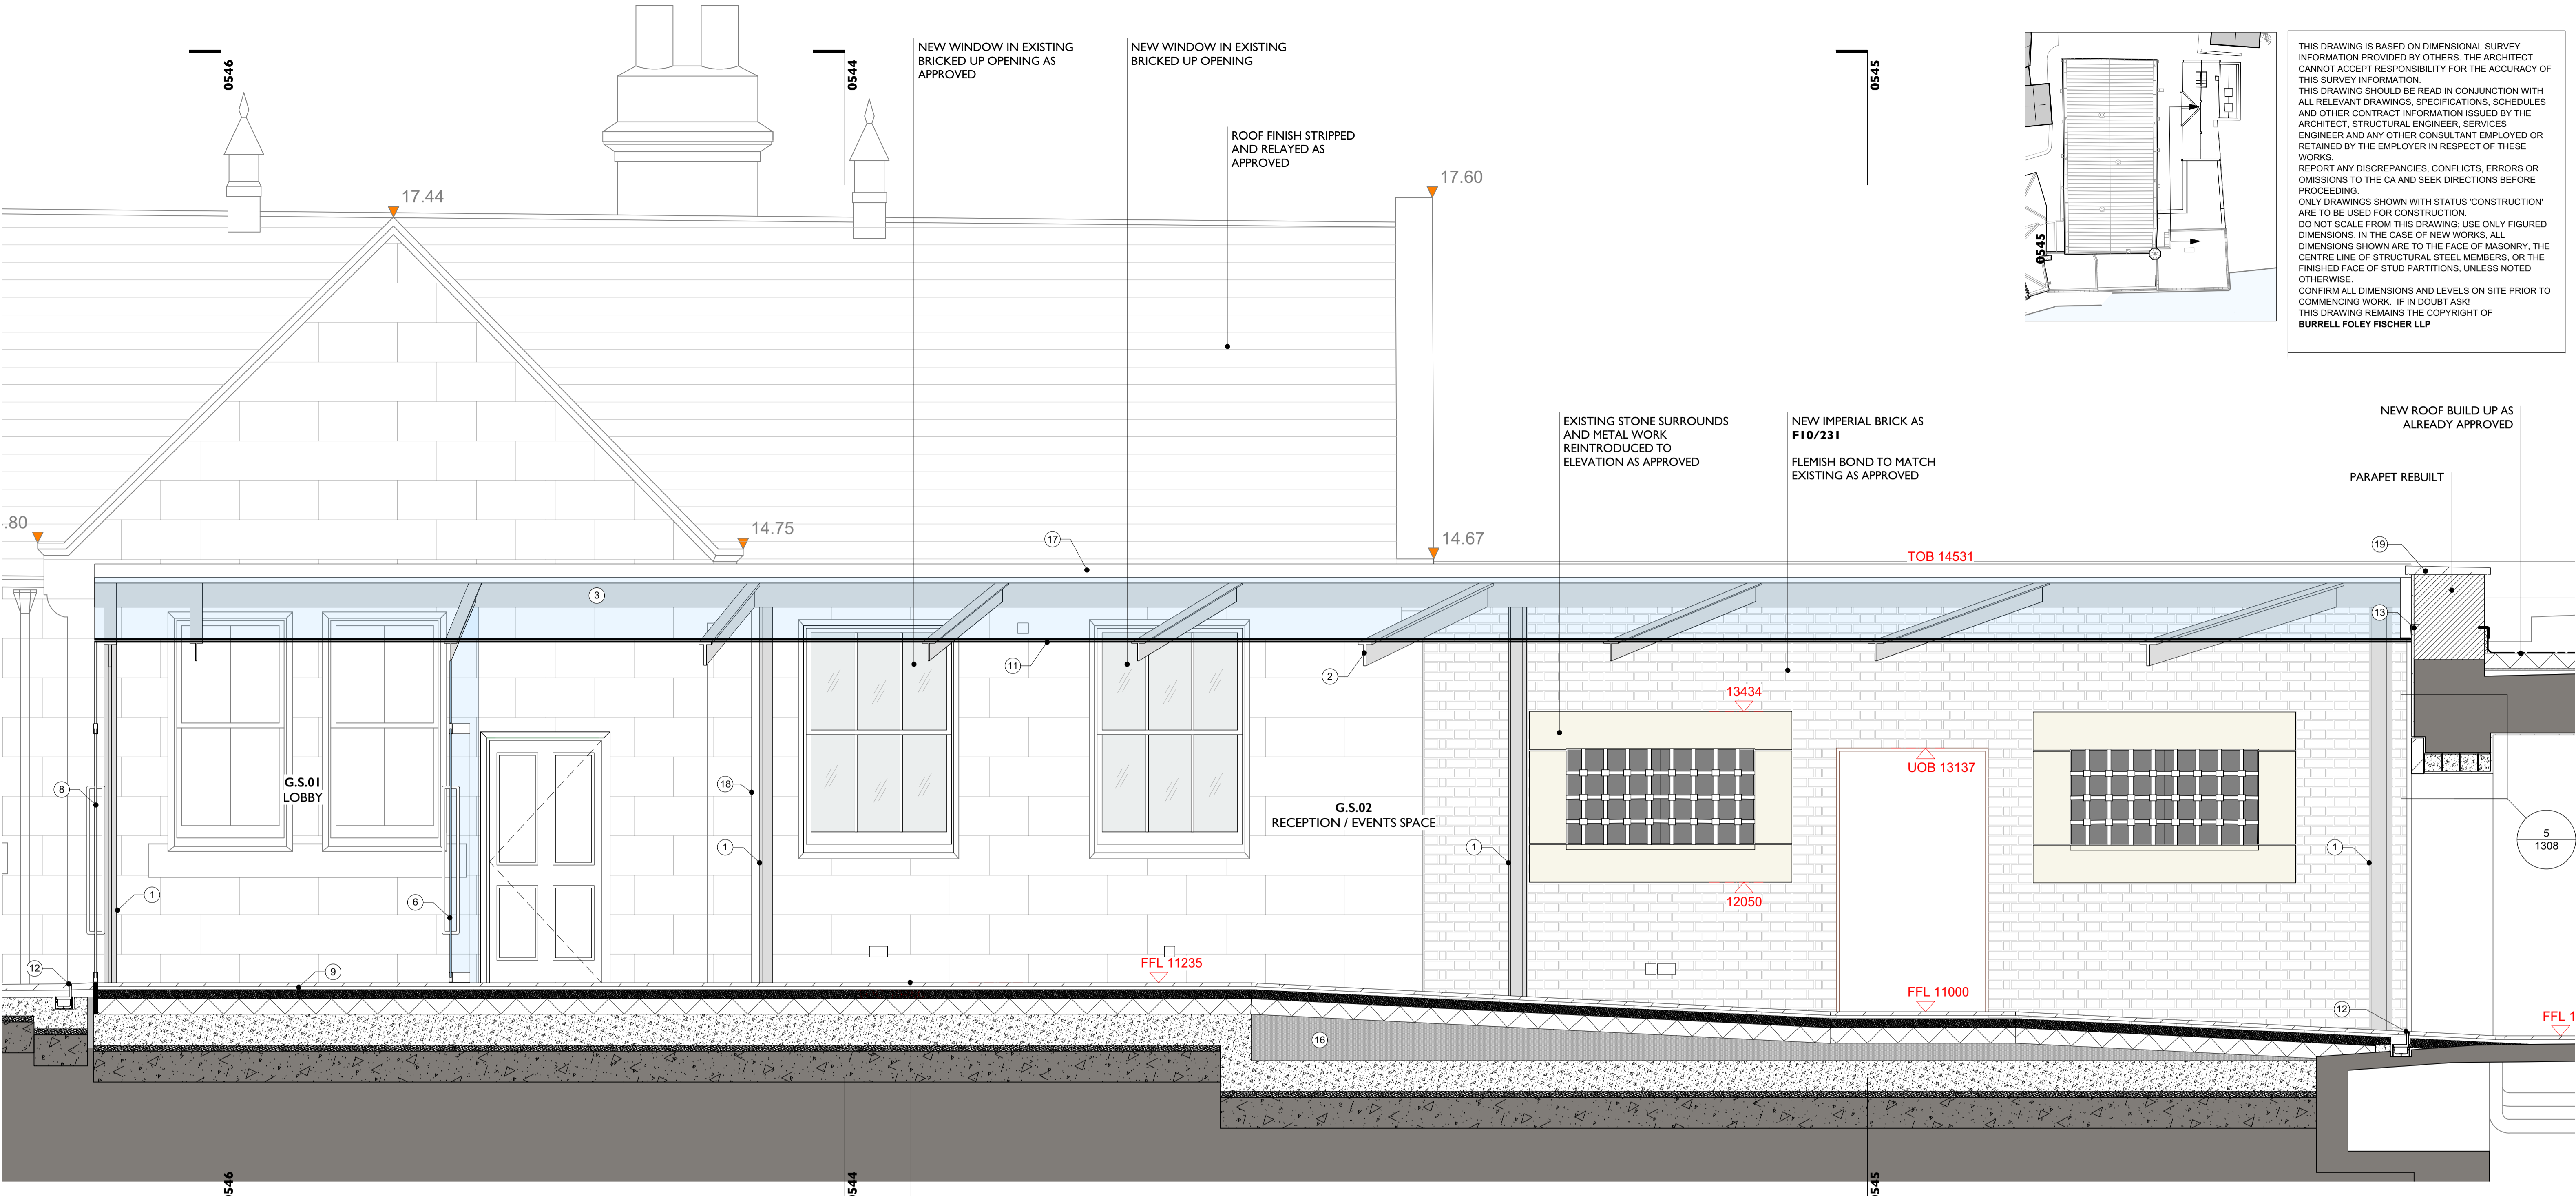 0546
0544
NEW WINDOW IN EXISTING
BRICKED UP OPENING AS
APPROVED
NEW WINDOW IN EXISTING
BRICKED UP OPENING
ROOF FINISH STRIPPED
AND RELAYED AS
APPROVED
0545
0545
THIS DRAWING IS BASED ON DIMENSIONAL SURVEY
INFORMATION PROVIDED BY OTHERS. THE ARCHITECT
CANNOT ACCEPT RESPONSIBILITY FOR THE ACCURACY OF
THIS SURVEY INFORMATION.
THIS DRAWING SHOULD BE READ IN CONJUNCTION WITH
ALL RELEVANT DRAWINGS, SPECIFICATIONS, SCHEDULES
AND OTHER CONTRACT INFORMATION ISSUED BY THE
ARCHITECT, STRUCTURAL ENGINEER, SERVICES
ENGINEER AND ANY OTHER CONSULTANT EMPLOYED OR
RETAINED BY THE EMPLOYER IN RESPECT OF THESE
WORKS.
REPORT ANY DISCREPANCIES, CONFLICTS, ERRORS OR
OMISSIONS TO THE CA AND SEEK DIRECTIONS BEFORE
PROCEEDING.
ONLY DRAWINGS SHOWN WITH STATUS 'CONSTRUCTION'
ARE TO BE USED FOR CONSTRUCTION.
DO NOT SCALE FROM THIS DRAWING; USE ONLY FIGURED
DIMENSIONS. IN THE CASE OF NEW WORKS, ALL
DIMENSIONS SHOWN ARE TO THE FACE OF MASONRY, THE
CENTRE LINE OF STRUCTURAL STEEL MEMBERS, OR THE
FINISHED FACE OF STUD PARTITIONS, UNLESS NOTED
OTHERWISE.
CONFIRM ALL DIMENSIONS AND LEVELS ON SITE PRIOR TO
COMMENCING WORK. IF IN DOUBT ASK!
THIS DRAWING REMAINS THE COPYRIGHT OF
BURRELL FOLEY FISCHER LLP
17.44
17.60
EXISTING STONE SURROUNDS
AND METAL WORK
REINTRODUCED TO
ELEVATION AS APPROVED
NEW IMPERIAL BRICK AS
F10/231
FLEMISH BOND TO MATCH
EXISTING AS APPROVED
NEW ROOF BUILD UP AS
ALREADY APPROVED
PARAPET REBUILT
.80
14.75
14.67
17
TOB 14531
19
3
13
11
2
13434
8
G.S.01
LOBBY
18
UOB 13137
G.S.02
RECEPTION / EVENTS SPACE
5
1308
1
1
1
1
6
12050
12
9
FFL 11235
FFL 11000
12
FFL 1
16
0546
0544
0545